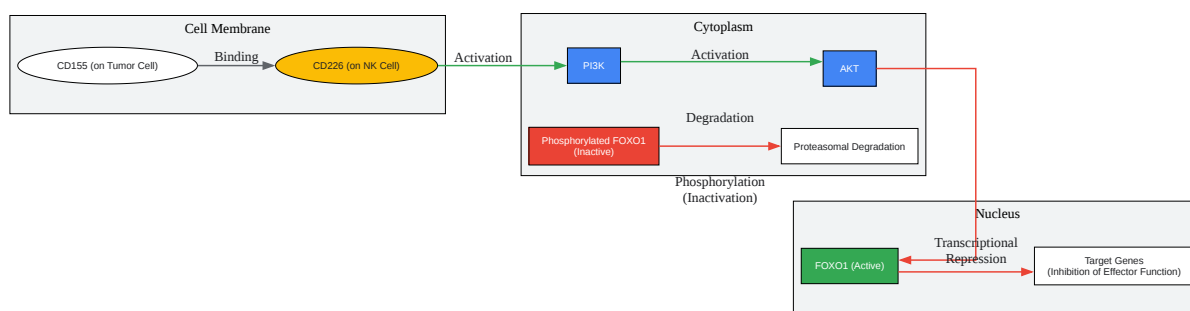 Cell Membrane
CD155 (on Tumor Cell)
Binding
CD226 (on NK Cell)
Activation
Cytoplasm
PI3K
Activation
AKT
Phosphorylated FOXO1
(Inactive)
Degradation
Proteasomal Degradation
Phosphorylation
(Inactivation)
Nucleus
FOXO1 (Active)
Transcriptional
Repression
Target Genes
(Inhibition of Effector Function)